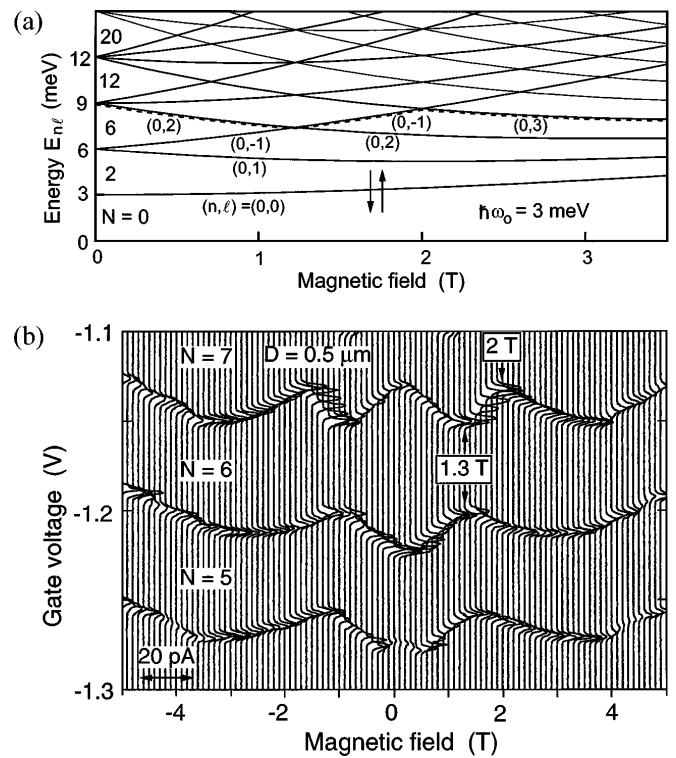 (a)
20
12
12
9
6
6
2
3
N = 0
0
Energy Enℓ (meV)
(0,2)
(0,-1)
(0,1)
(0,-1)
(0,2)
(0,3)
(n,ℓ) =(0,0)
ħωo = 3 meV
0 1 2 3
Magnetic field (T)
(b)
-1.1
-1.2
-1.3
Gate voltage (V)
N = 7
D = 0.5 μm
2 T
1.3 T
N = 6
N = 5
20 pA
-4 -2 0 2 4
Magnetic field (T)